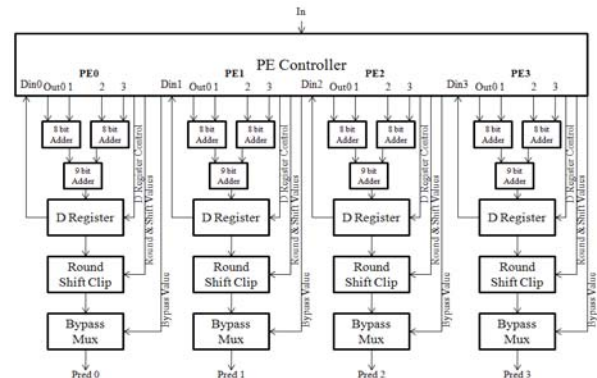 In
PE Controller
PE0 PE1 PE2 PE3
Din0 Out0 1 2 3 Din1 Out0 1 2 3 Din2 Out0 1 2 3 Din3 Out0 1 2 3
8 bit Adder 8 bit Adder 8 bit Adder 8 bit Adder 8 bit Adder 8 bit Adder 8 bit Adder 8 bit Adder
9 bit Adder 9 bit Adder 9 bit Adder 9 bit Adder
D Register Control D Register Control D Register Control D Register Control
Round & Shift Values Round & Shift Values Round & Shift Values Round & Shift Values
Bypass Value Bypass Value Bypass Value Bypass Value
D Register D Register D Register D Register
Round Shift Clip Round Shift Clip Round Shift Clip Round Shift Clip
Bypass Mux Bypass Mux Bypass Mux Bypass Mux
Pred 0 Pred 1 Pred 2 Pred 3